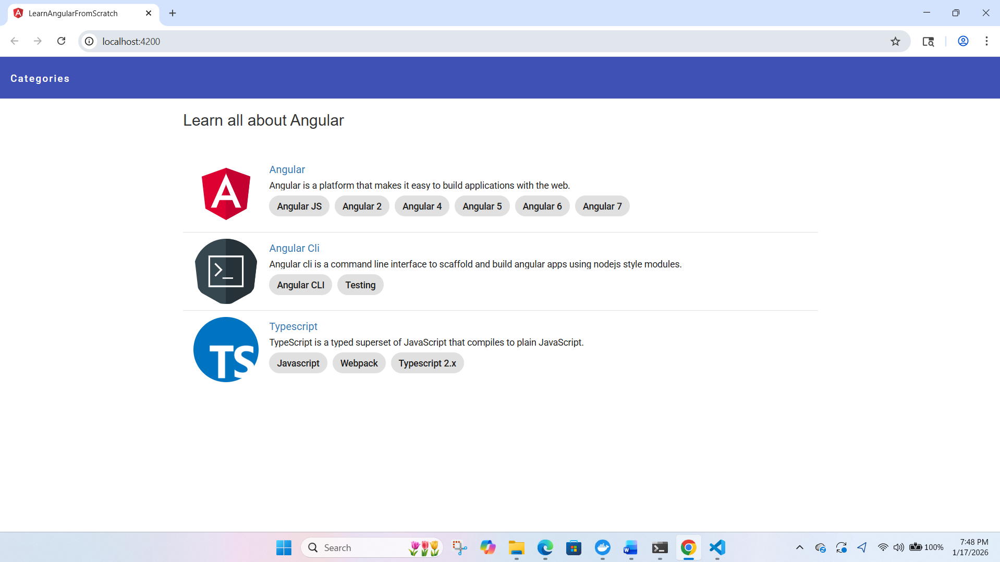 LearnAngularFromScratch
localhost:4200
Categories
Learn all about Angular
Angular
Angular is a platform that makes it easy to build applications with the web.
Angular JS Angular 2 Angular 4 Angular 5 Angular 6 Angular 7
Angular Cli
Angular cli is a command line interface to scaffold and build angular apps using nodejs style modules.
Angular CLI Testing
TS
Typescript
TypeScript is a typed superset of JavaScript that compiles to plain JavaScript.
Javascript Webpack Typescript 2.x
Search
100%
7:48 PM
1/17/2026